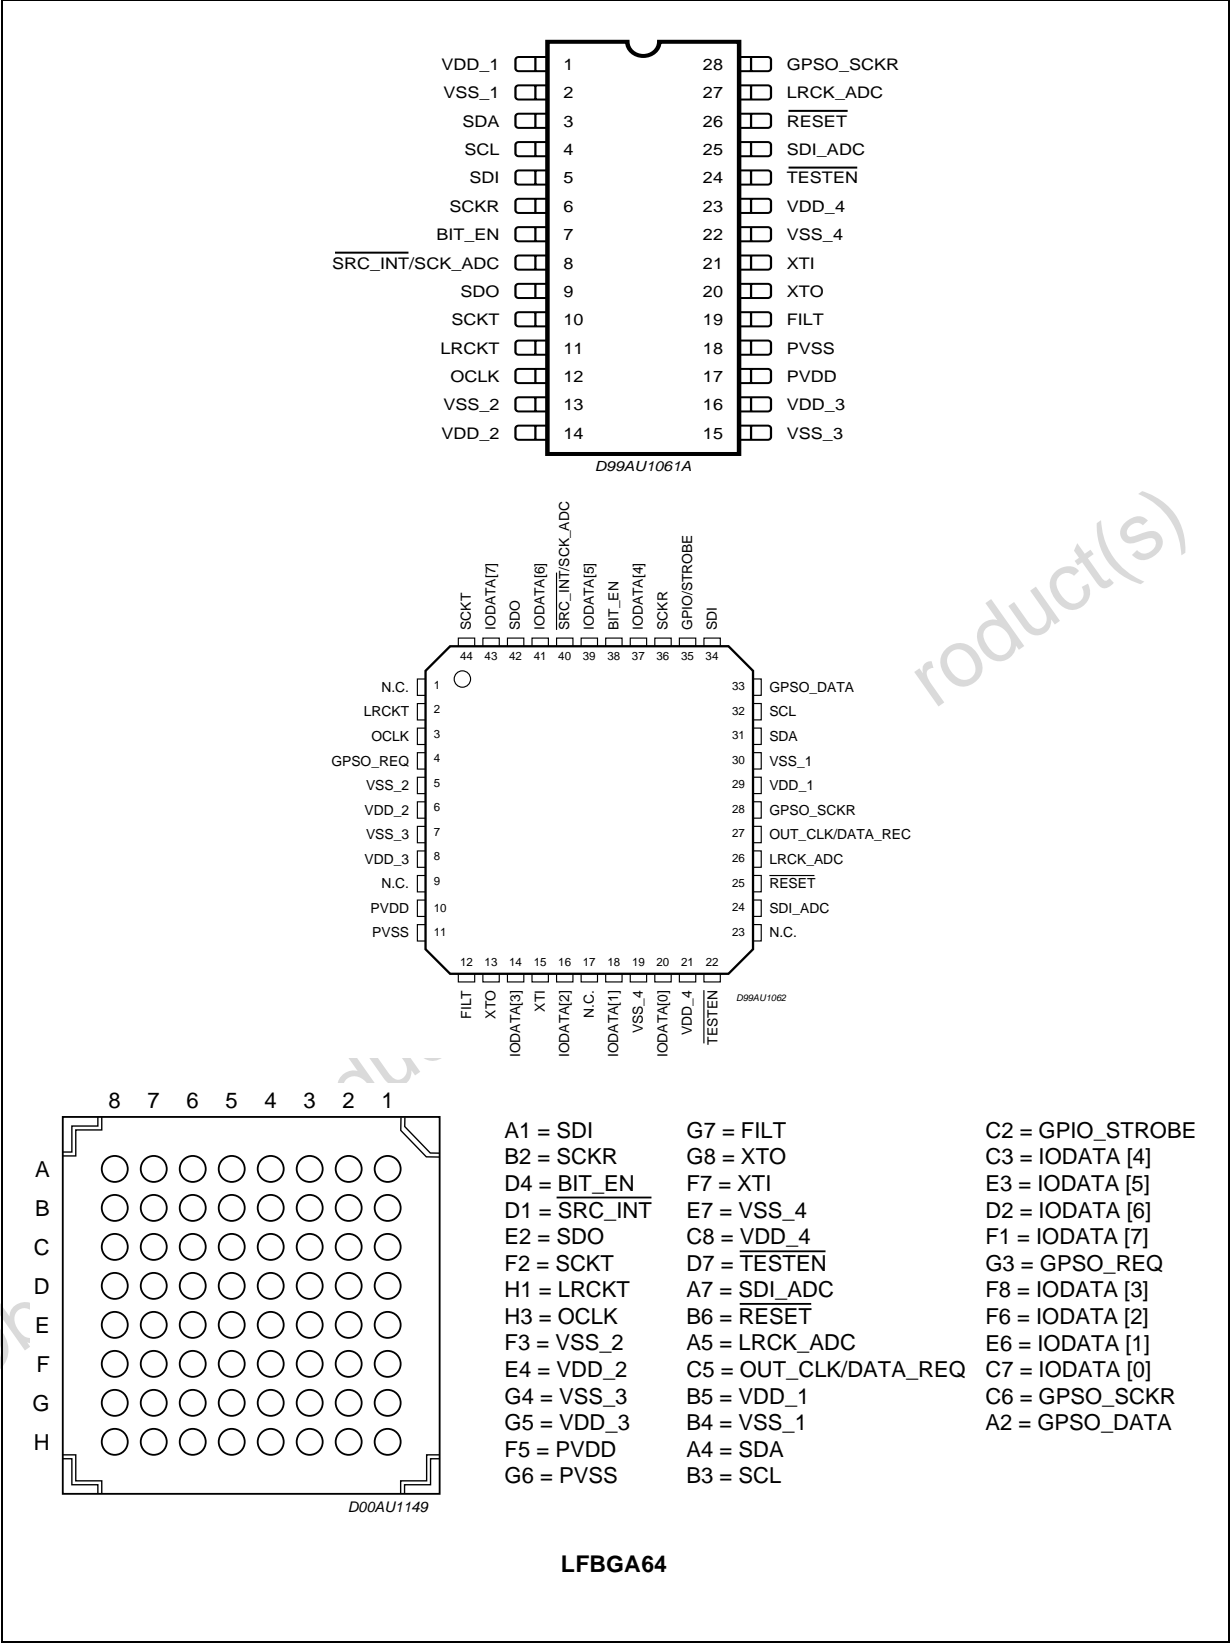 VDD_1 1 28 GPSO_SCKR
VSS_1 2 27 LRCK_ADC
SDA 3 26 RESET
SCL 4 25 SDI_ADC
SDI 5 24 TESTEN
SCKR 6 23 VDD_4
BIT_EN 7 22 VSS_4
SRC_INT/SCK_ADC 8 21 XTI
SDO 9 20 XTO
SCKT 10 19 FILT
LRCKT 11 18 PVSS
OCLK 12 17 PVDD
VSS_2 13 16 VDD_3
VDD_2 14 15 VSS_3
D99AU1061A
roduct(s)
SCKT IODATA[7] SDO IODATA[6] SRC_INT/SCK_ADC IODATA[5] BIT_EN IODATA[4] SCKR GPIO/STROBE SDI
44 43 42 41 40 39 38 37 36 35 34
N.C. 1 33 GPSO_DATA
LRCKT 2 32 SCL
OCLK 3 31 SDA
GPSO_REQ 4 30 VSS_1
VSS_2 5 29 VDD_1
VDD_2 6 28 GPSO_SCKR
VSS_3 7 27 OUT_CLK/DATA_REC
VDD_3 8 26 LRCK_ADC
N.C. 9 25 RESET
PVDD 10 24 SDI_ADC
PVSS 11 23 N.C.
12 13 14 15 16 17 18 19 20 21 22
FILT XTO IODATA[3] XTI IODATA[2] N.C. IODATA[1] VSS_4 IODATA[0] VDD_4 TESTEN
D99AU1062
8 7 6 5 4 3 2 1
A
B
C
D
E
F
G
H
D00AU1149
A1 = SDI
B2 = SCKR
D4 = BIT_EN
D1 = SRC_INT
E2 = SDO
F2 = SCKT
H1 = LRCKT
H3 = OCLK
F3 = VSS_2
E4 = VDD_2
G4 = VSS_3
G5 = VDD_3
F5 = PVDD
G6 = PVSS
G7 = FILT
G8 = XTO
F7 = XTI
E7 = VSS_4
C8 = VDD_4
D7 = TESTEN
A7 = SDI_ADC
B6 = RESET
A5 = LRCK_ADC
C5 = OUT_CLK/DATA_REQ
B5 = VDD_1
B4 = VSS_1
A4 = SDA
B3 = SCL
C2 = GPIO_STROBE
C3 = IODATA [4]
E3 = IODATA [5]
D2 = IODATA [6]
F1 = IODATA [7]
G3 = GPSO_REQ
F8 = IODATA [3]
F6 = IODATA [2]
E6 = IODATA [1]
C7 = IODATA [0]
C6 = GPSO_SCKR
A2 = GPSO_DATA
LFBGA64